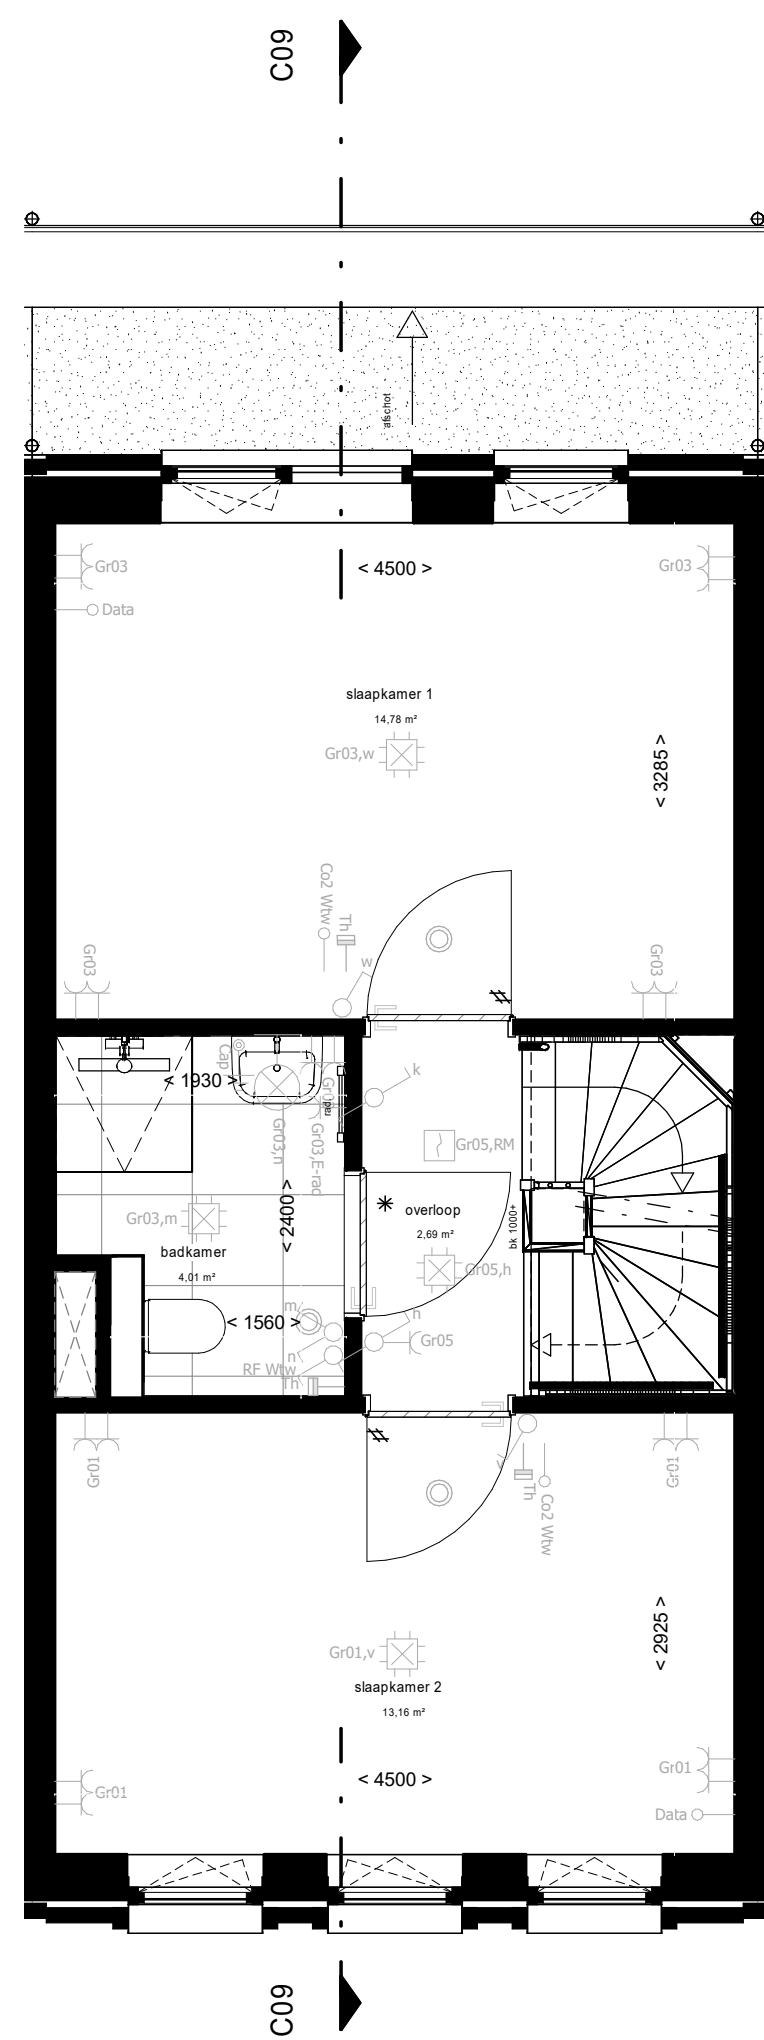 C09
afschot
Gr03
< 4500 >
Gr03
Data
slaapkamer 1
14,78 m²
Gr03,w
< 3285 >
Co2 Wtw
Th
w
Gr03
Gr03
Cap
< 1930 >
rad.
k
Gr03,n
Gr03,E-rad
Gr05,RM
Gr03,m
< 2400 >
badkamer
4,01 m²
overloop
2,69 m²
bk 1000+
Gr05,h
m
< 1560 >
h
Gr05
n
RF Wtw
Th
Gr01
Gr01
v
Th
Co2 Wtw
< 2925 >
Gr01,v
slaapkamer 2
13,16 m²
Gr01
< 4500 >
Gr01
Data
C09